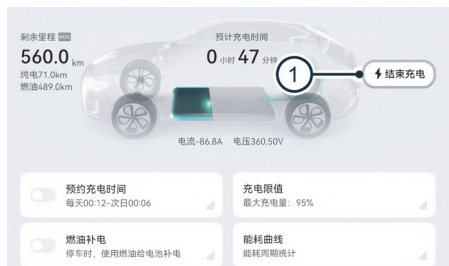 剩余里程 WLTC
560.0 km
纯电71.0km
燃油489.0km
预计充电时间
0 小时 47 分钟
1
结束充电
电流-86.8A 电压360.50V
预约充电时间
每天00:12-次日00:06
充电限值
最大充电量：95%
燃油补电
停车时，使用燃油给电池补电
能耗曲线
能耗周期统计